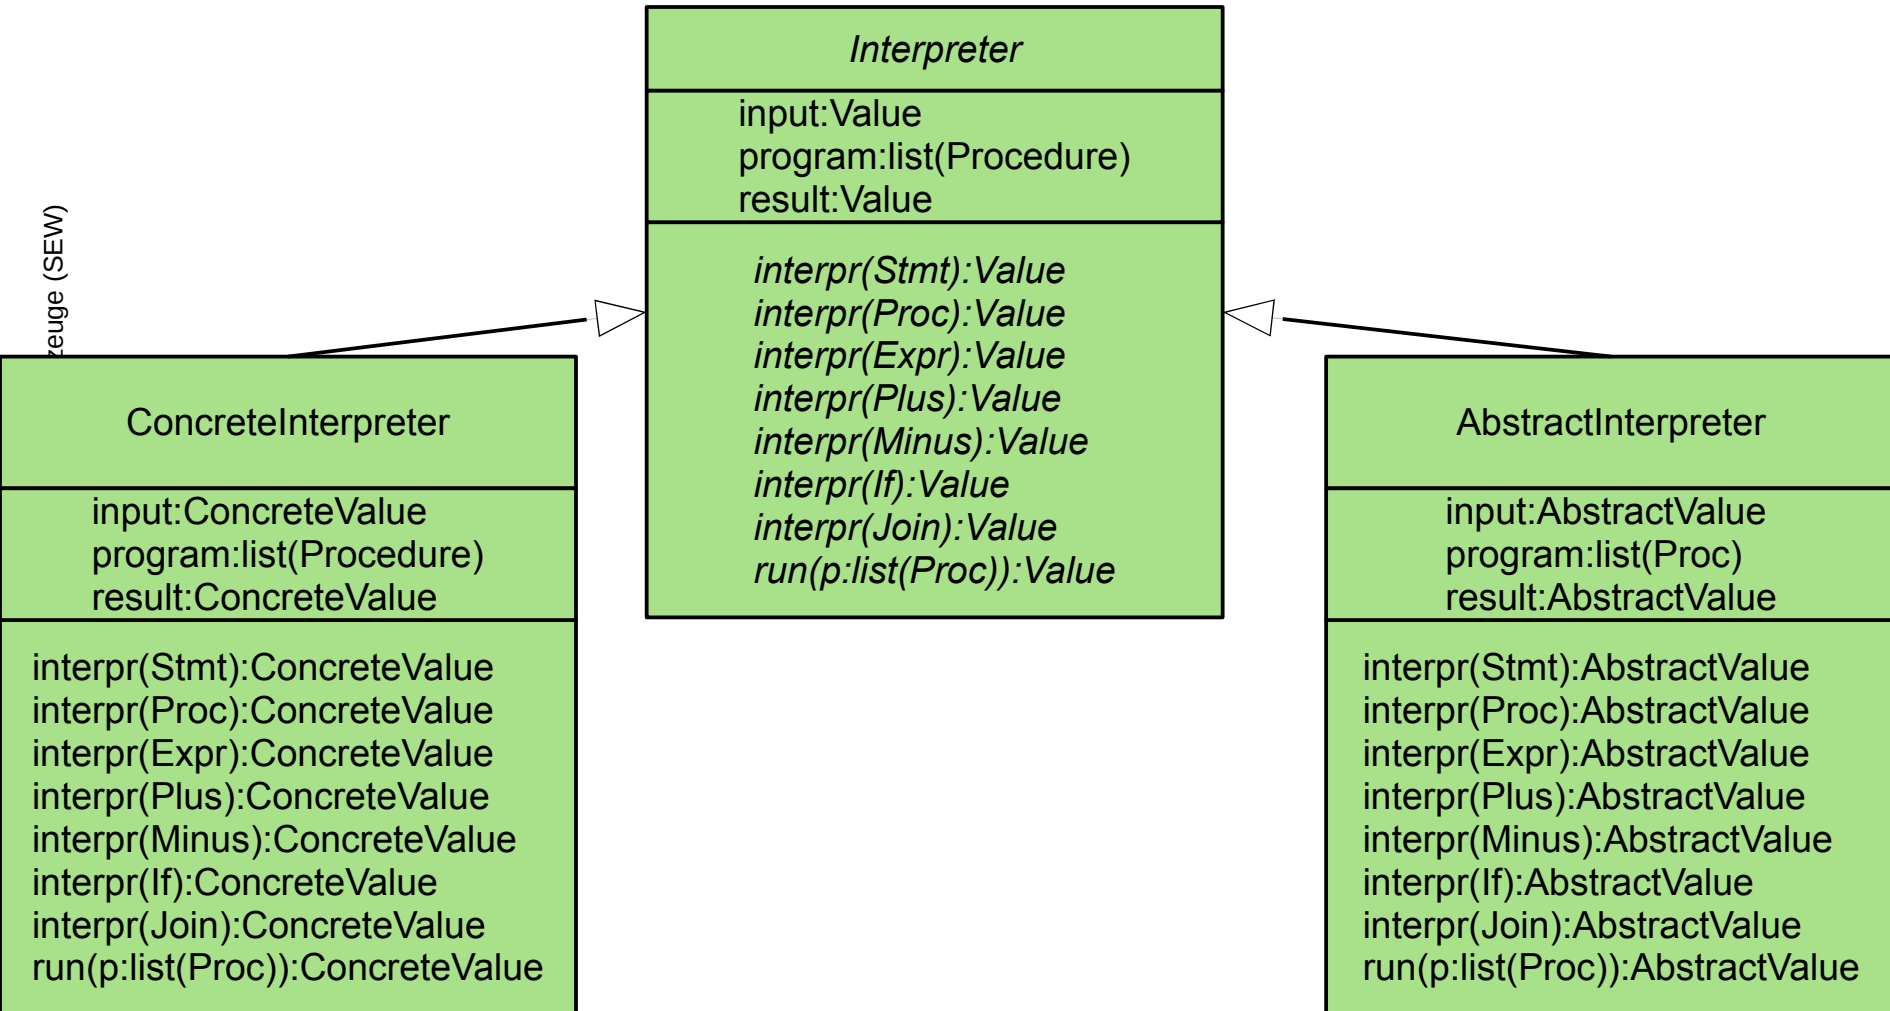 Interpreter
input:Value
program:list(Procedure)
result:Value
interpr(Stmt):Value
interpr(Proc):Value
interpr(Expr):Value
interpr(Plus):Value
interpr(Minus):Value
interpr(If):Value
interpr(Join):Value
run(p:list(Proc)):Value
zeuge (SEW)
ConcreteInterpreter
input:ConcreteValue
program:list(Procedure)
result:ConcreteValue
interpr(Stmt):ConcreteValue
interpr(Proc):ConcreteValue
interpr(Expr):ConcreteValue
interpr(Plus):ConcreteValue
interpr(Minus):ConcreteValue
interpr(If):ConcreteValue
interpr(Join):ConcreteValue
run(p:list(Proc)):ConcreteValue
AbstractInterpreter
input:AbstractValue
program:list(Proc)
result:AbstractValue
interpr(Stmt):AbstractValue
interpr(Proc):AbstractValue
interpr(Expr):AbstractValue
interpr(Plus):AbstractValue
interpr(Minus):AbstractValue
interpr(If):AbstractValue
interpr(Join):AbstractValue
run(p:list(Proc)):AbstractValue